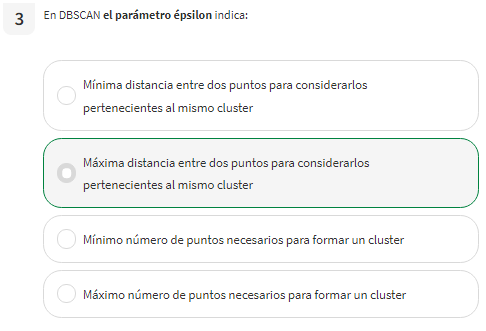 3
En DBSCAN el parámetro épsilon indica:
Mínima distancia entre dos puntos para considerarlos
pertenecientes al mismo cluster
Máxima distancia entre dos puntos para considerarlos
pertenecientes al mismo cluster
Mínimo número de puntos necesarios para formar un cluster
Máximo número de puntos necesarios para formar un cluster